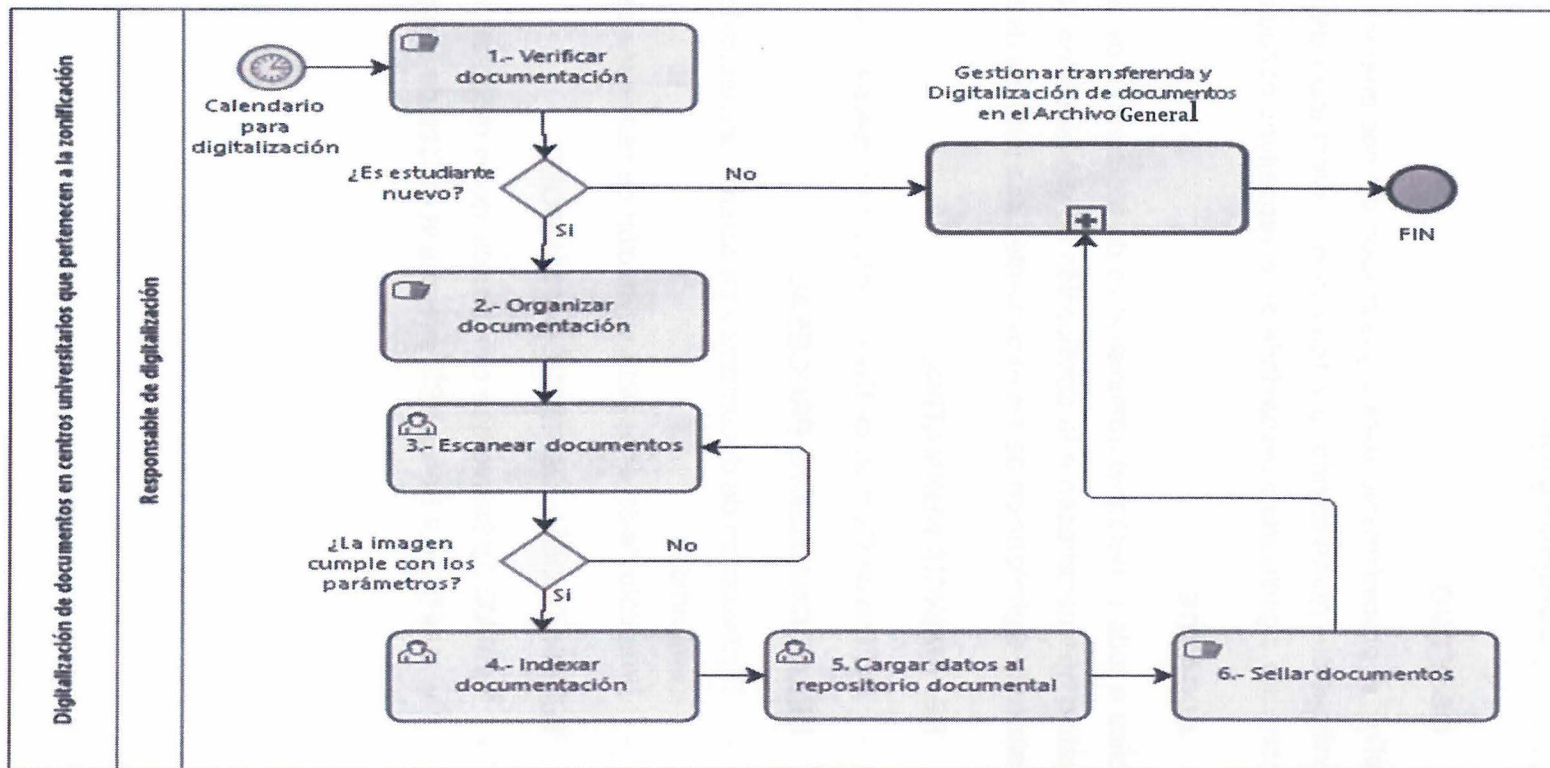 Digitalización de documentos en centros universitarios que pertenecen a la zonificación
Responsable de digitalización
Calendario
para
digitalización
1.- Verificar
documentación
¿Es estudiante
nuevo?
No
Si
Gestionar transferenda y
Digitalización de documentos
en el Archivo General
FIN
2.- Organizar
documentación
3.- Escanear documentos
¿La imagen
cumple con los
parámetros?
No
Si
4.- Indexar
documentación
5. Cargar datos al
repositorio documental
6.- Sellar documentos